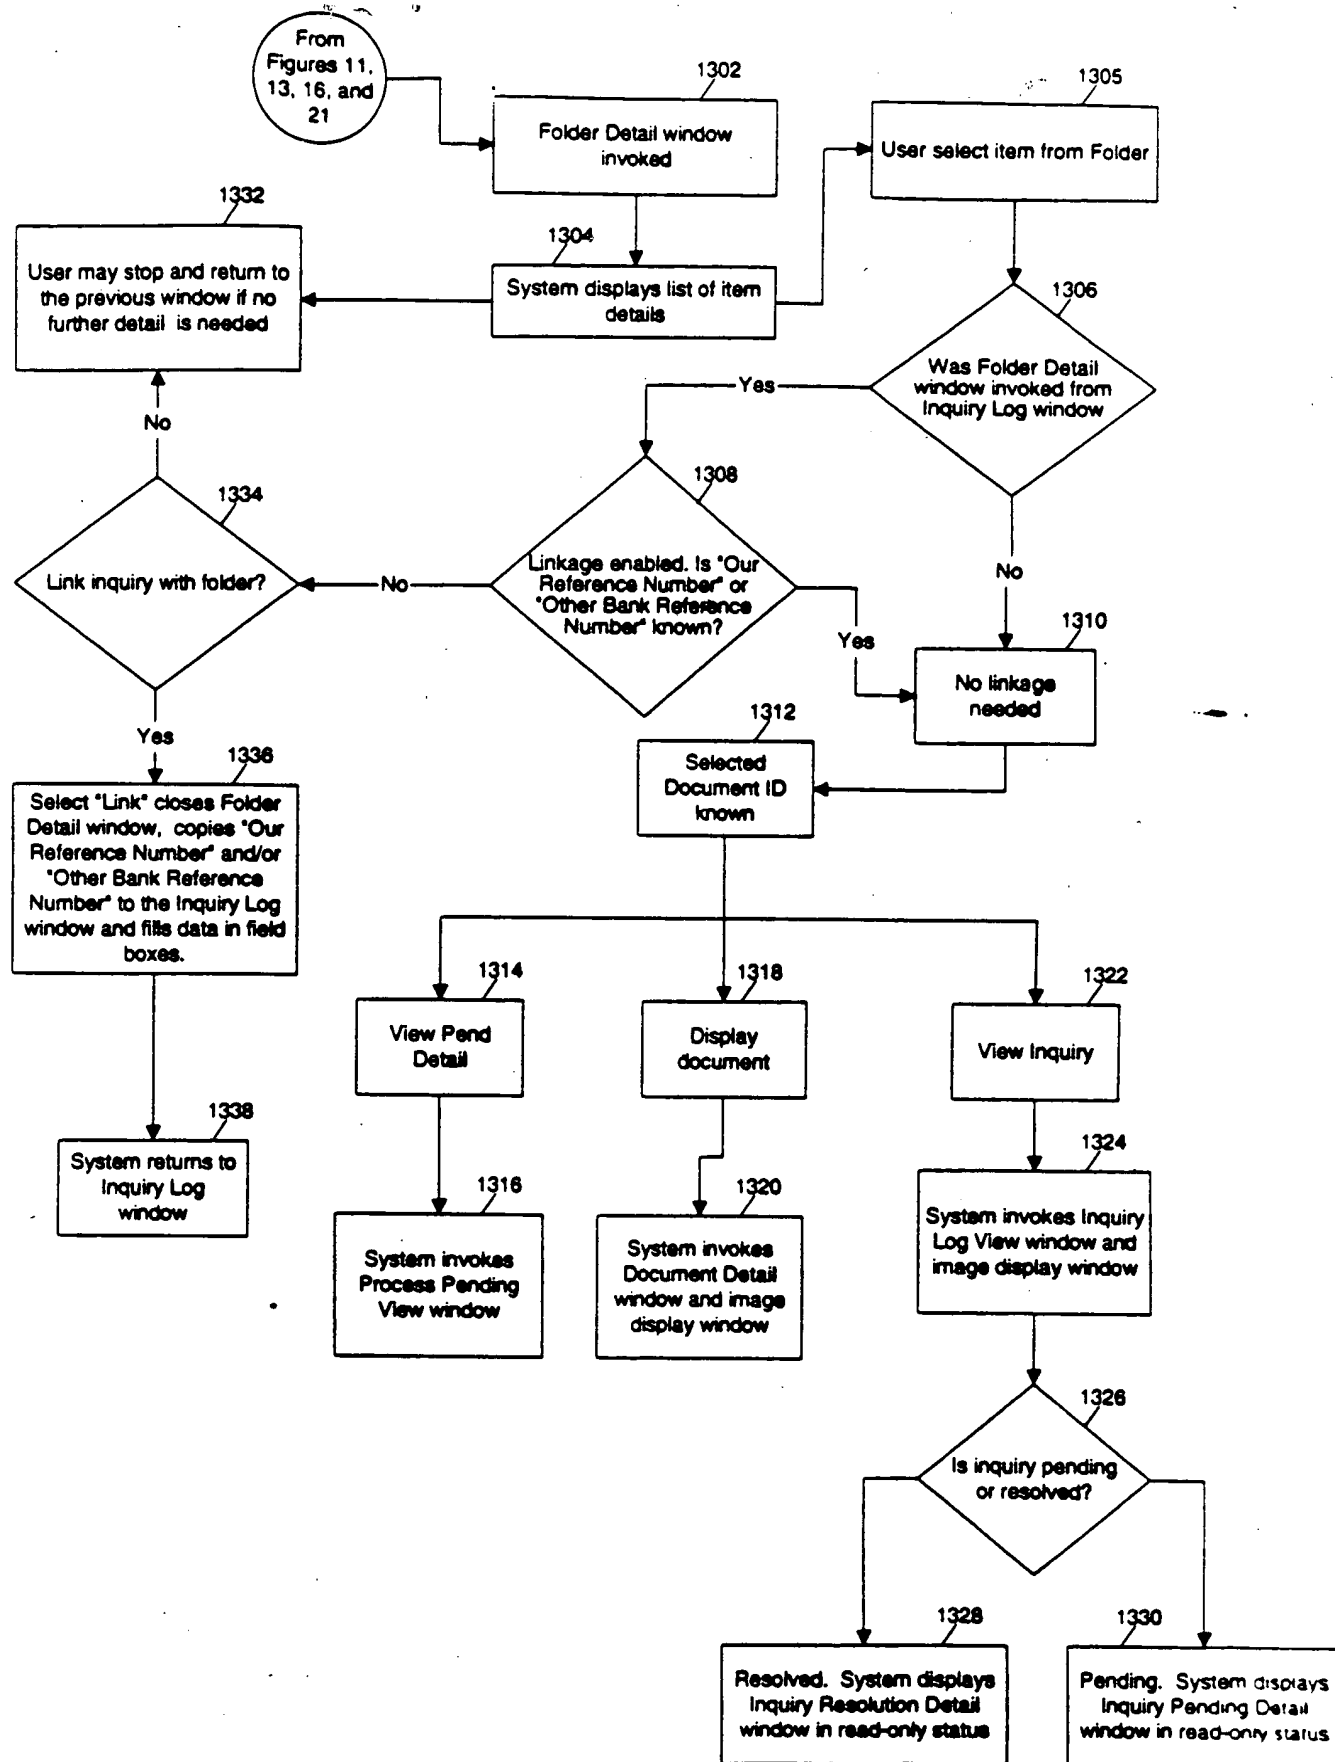 From
Figures 11,
13, 16, and
21
1302
Folder Detail window
invoked
1305
User select item from Folder
1332
User may stop and return to
the previous window if no
further detail is needed
1304
System displays list of item
details
1306
Was Folder Detail
window invoked from
Inquiry Log window
Yes
No
1308
Linkage enabled. Is "Our
Reference Number" or
"Other Bank Reference
Number" known?
1334
Link inquiry with folder?
No
No
Yes
1310
No linkage
needed
1312
Selected
Document ID
known
Yes
1336
Select "Link" closes Folder
Detail window, copies "Our
Reference Number" and/or
"Other Bank Reference
Number" to the Inquiry Log
window and fills data in field
boxes.
1314
View Pend
Detail
1318
Display
document
1322
View Inquiry
1338
System returns to
Inquiry Log
window
1316
System invokes
Process Pending
View window
1320
System invokes
Document Detail
window and image
display window
1324
System invokes Inquiry
Log View window and
image display window
1326
Is inquiry pending
or resolved?
1328
Resolved. System displays
Inquiry Resolution Detail
window in read-only status
1330
Pending. System displays
Inquiry Pending Detail
window in read-only status